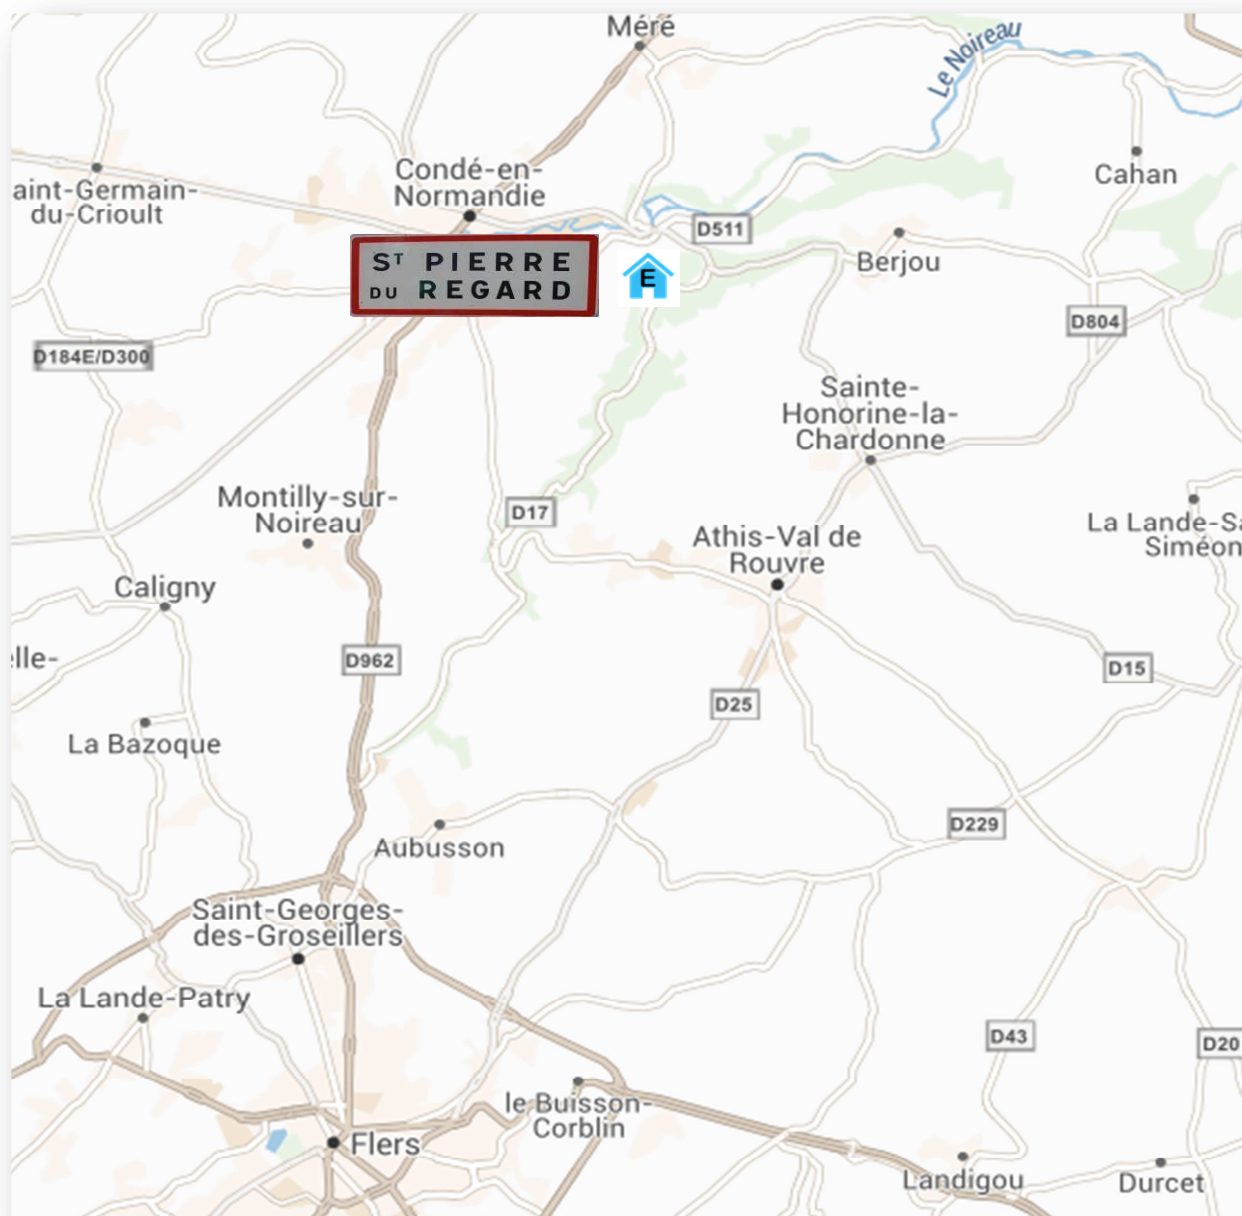 Méré
Le Noireau
Condé-en-
Normandie
Cahan
aint-Germain-
du-Crioult
D511
ST PIERRE
DU REGARD
E
Berjou
D804
D184E/D300
Sainte-
Honorine-la-
Chardonne
Montilly-sur-
Noireau
D17
La Lande-Sa
Siméon
Athis-Val de
Rouvre
Caligny
elle-
D962
D15
D25
La Bazoque
D229
Aubusson
Saint-Georges-
des-Groseillers
La Lande-Patry
D43
D20
le Buisson-
Corblin
Flers
Landigou
Durcet